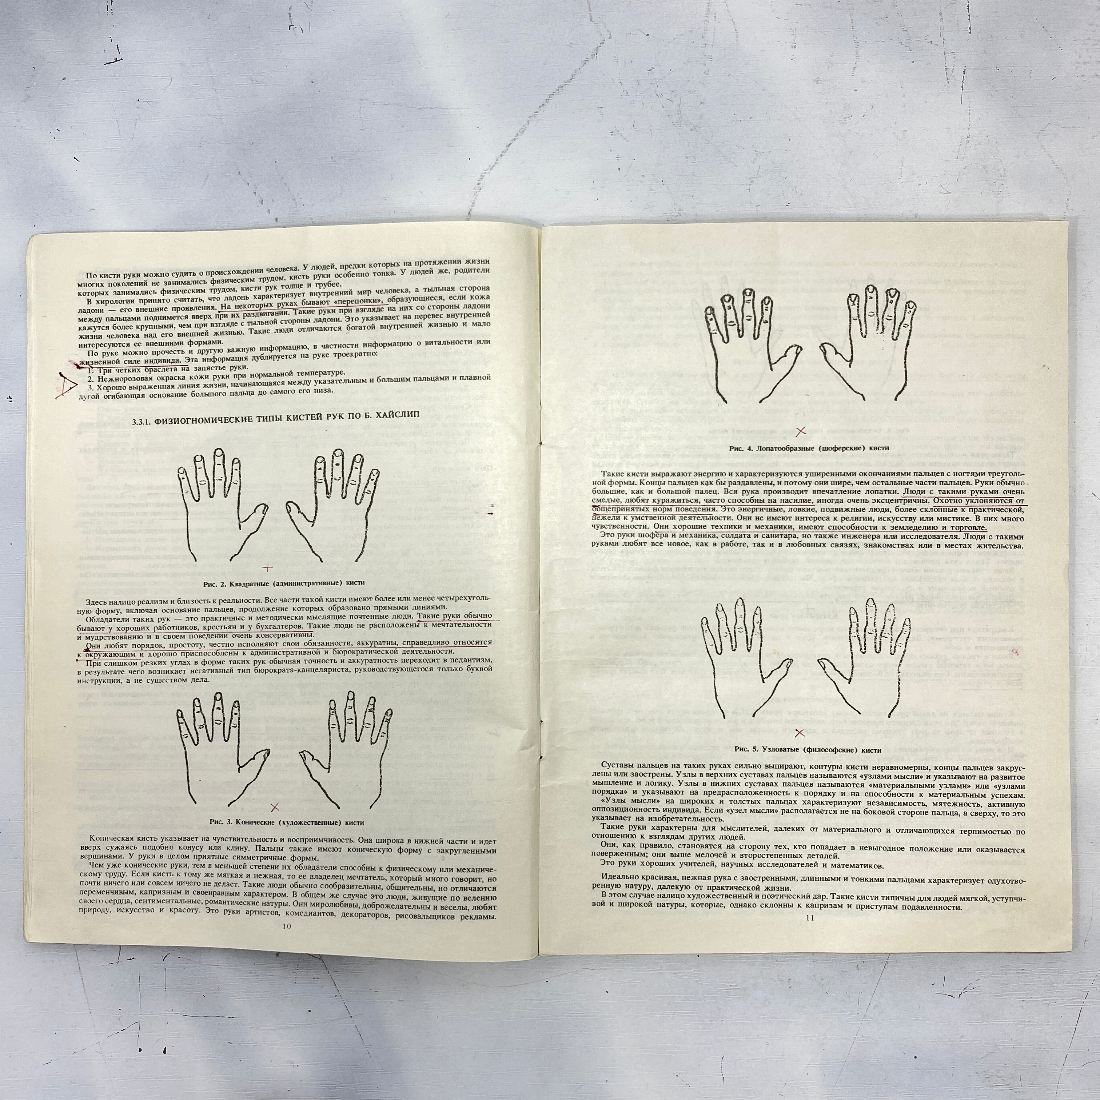 По кисти руки можно судить о происхождении человека. У людей, предки которых на протяжении жизни
многих поколений не занимались физическим трудом, кисть руки особенно тонка. У людей же, родители
которых занимались физическим трудом, кисти рук толще и грубее.
В хирологии принято считать, что ладонь характеризует внутренний мир человека, а тыльная сторона
ладони — его внешние проявления. На некоторых руках бывают «перепонки», образующиеся, если кожа
между пальцами поднимется вверх при их раздвигании. Такие руки при взгляде на них со стороны ладони
кажутся более крупными, чем при взгляде с тыльной стороны ладони. Это указывает на перевес внутренней
жизни человека над его внешней жизнью. Такие люди отличаются богатой внутренней жизнью и мало
интересуются ее внешними формами.
По руке можно прочесть и другую важную информацию, в частности информацию о витальности или
жизненной силе индивида. Эта информация дублируется на руке троекратно:
1. Три четких браслета на запястье руки.
2. Нежнорозовая окраска кожи руки при нормальной температуре.
3. Хорошо выраженная линия жизни, начинающаяся между указательным и большим пальцами и плавной
дугой огибающая основание большого пальца до самого его низа.
3.3.1. ФИЗИОГНОМИЧЕСКИЕ ТИПЫ КИСТЕЙ РУК ПО Б. ХАЙСЛИП
Рис. 2. Квадратные (административные) кисти
Здесь налицо реализм и близость к реальности. Все части такой кисти имеют более или менее четырехуголь-
ную форму, включая основание пальцев, продолжение которых образовано прямыми линиями.
Обладатели таких рук — это практичные и методически мыслящие почтенные люди. Такие руки обычно
бывают у хороших работников, крестьян и у бухгалтеров. Такие люди не расположены к мечтательности
и мудрствованию и в своем поведении очень консервативны.
Они любят порядок, простоту, честно исполняют свои обязанности, аккуратны, справедливо относятся
к окружающим и хорошо приспособлены к административной и бюрократической деятельности.
При слишком резких углах в форме таких рук обычная точность и аккуратность переходит в педантизм,
в результате чего возникает негативный тип бюрократа-канцеляриста, руководствующегося только буквой
инструкции, а не существом дела.
Рис. 3. Конические (художественные) кисти
Коническая кисть указывает на чувствительность и восприимчивость. Она широка в нижней части и идет
вверх сужаясь подобно конусу или клину. Пальцы также имеют коническую форму с закругленными
вершинами. У руки в целом приятные симметричные формы.
Чем уже конические руки, тем в меньшей степени их обладатели способны к физическому или механиче-
скому труду. Если кисть к тому же мягкая и нежная, то ее владелец мечтатель, который много говорит, но
почти ничего или совсем ничего не делает. Такие люди обычно сообразительны, общительны, но отличаются
переменчивым, капризным и своенравным характером. В общем же случае это люди, живущие по велению
своего сердца, сентиментальные, романтические натуры. Они миролюбивы, доброжелательны и веселы, любят
природу, искусство и красоту. Это руки артистов, комедиантов, декораторов, рисовальщиков рекламы.
10
Рис. 4. Лопатообразные (шоферские) кисти
Такие кисти выражают энергию и характеризуются уширенными окончаниями пальцев с ногтями треуголь-
ной формы. Концы пальцев как бы раздавлены, и потому они шире, чем остальные части пальцев. Руки обычно
большие, как и большой палец. Вся рука производит впечатление лопатки. Люди с такими руками очень
смелые, любят куражиться, часто способны на насилие, иногда очень эксцентричны. Охотно уклоняются от
общепринятых норм поведения. Это энергичные, ловкие, подвижные люди, более склонные к практической,
нежели к умственной деятельности. Они не имеют интереса к религии, искусству или мистике. В них много
чувственности. Они хорошие техники и механики, имеют способности к земледелию и торговле.
Это руки шофера и механика, солдата и санитара, но также инженера или исследователя. Люди с такими
руками любят все новое, как в работе, так и в любовных связях, знакомствах или в местах жительства.
Рис. 5. Узловатые (философские) кисти
Суставы пальцев на таких руках сильно выпирают, контуры кисти неравномерны, концы пальцев закруг-
лены или заострены. Узлы в верхних суставах пальцев называются «узлами мысли» и указывают на развитое
мышление и логику. Узлы в нижних суставах пальцев называются «материальными узлами» или «узлами
порядка» и указывают на предрасположенность к порядку и на способности к материальным успехам.
«Узлы мысли» на широких и толстых пальцах характеризуют независимость, мятежность, активную
оппозиционность индивида. Если «узел мысли» располагается не на боковой стороне пальца, а сверху, то это
указывает на изобретательность.
Такие руки характерны для мыслителей, далеких от материального и отличающихся терпимостью по
отношению к взглядам других людей.
Они, как правило, становятся на сторону тех, кто попадает в невыгодное положение или оказывается
поверженным; они выше мелочей и второстепенных деталей.
Это руки хороших учителей, научных исследователей и математиков.
Идеально красивая, нежная рука с заостренными, длинными и тонкими пальцами характеризует одухотво-
ренную натуру, далекую от практической жизни.
В этом случае налицо художественный и поэтический дар. Такие кисти типичны для людей мягкой, уступчи-
вой и широкой натуры, которые, однако склонны к капризам и приступам подавленности.
11